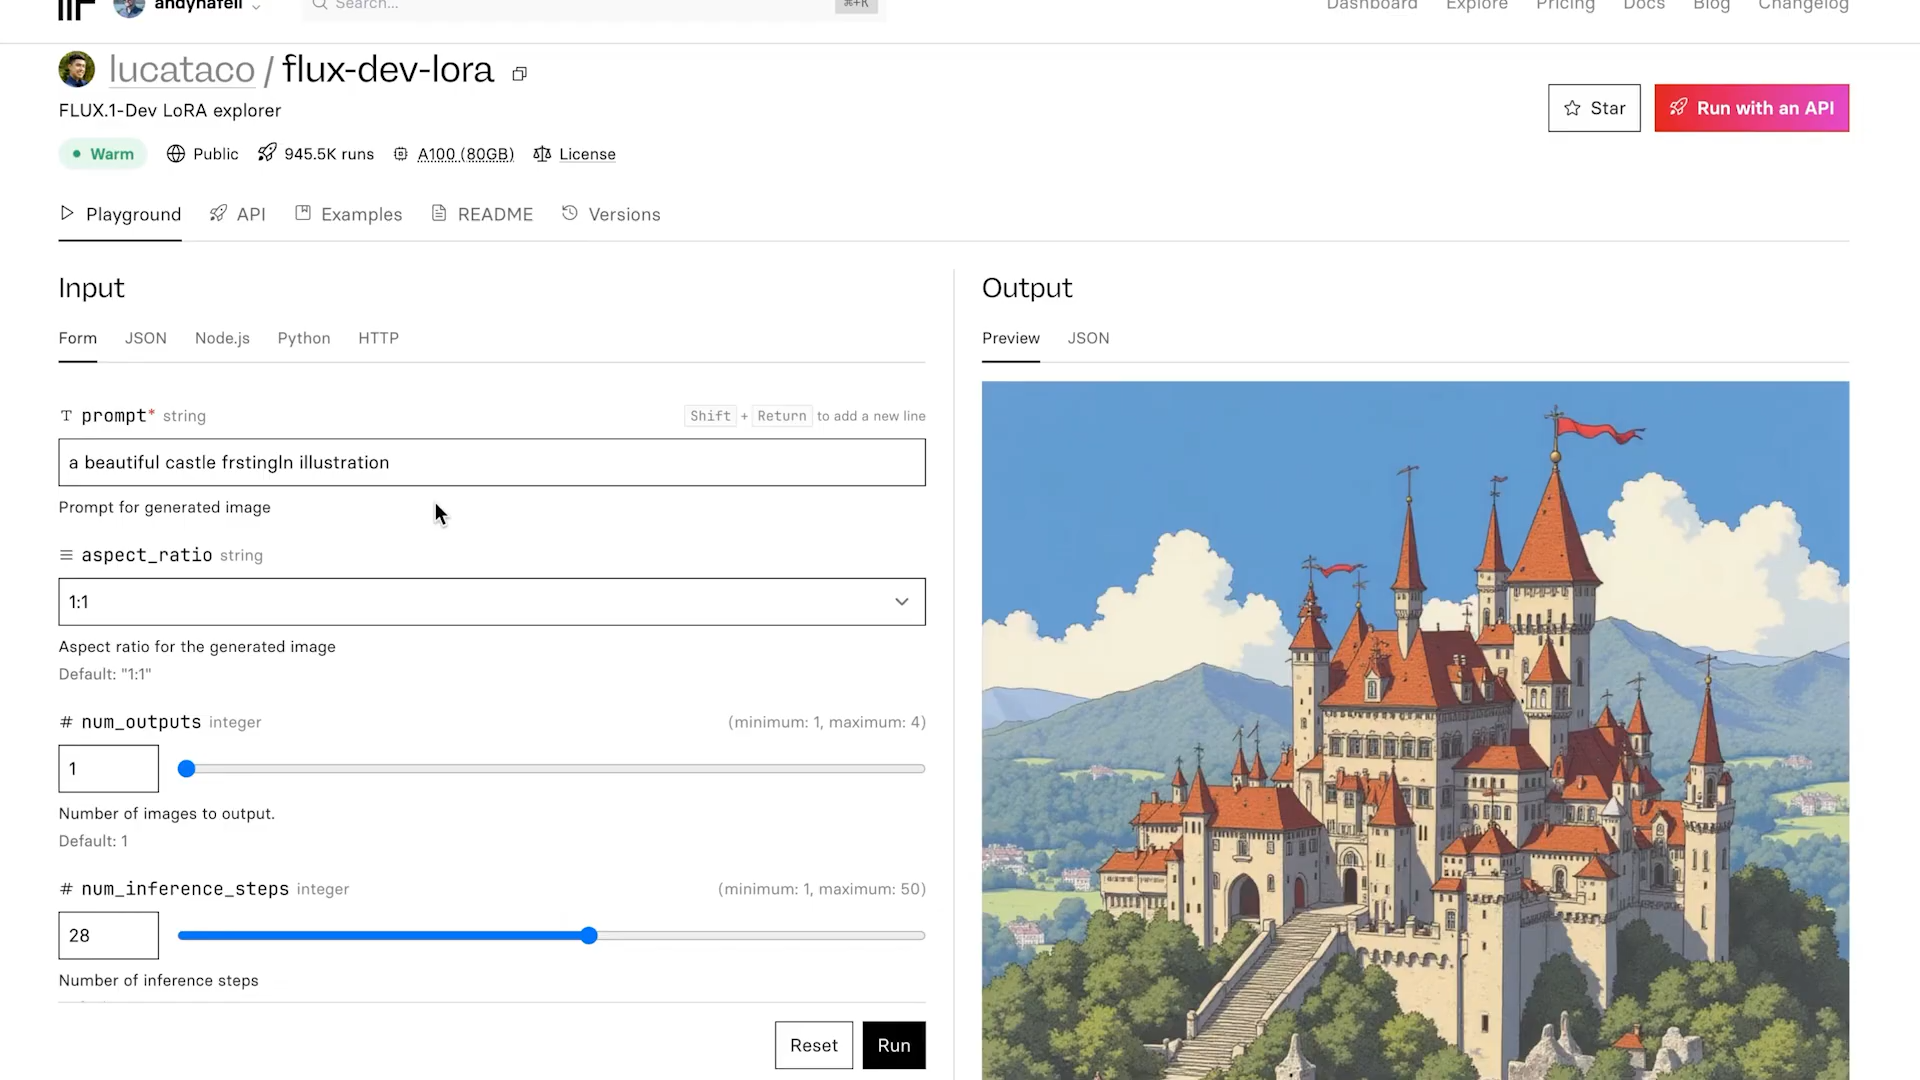 andyhafell
Search...
⌘+K
Dashboard Explore Pricing Docs Blog Changelog
lucataco / flux-dev-lora
FLUX.1-Dev LoRA explorer
Star
Run with an API
Warm Public 945.5K runs A100 (80GB) License
Playground API Examples README Versions
Input
Form JSON Node.js Python HTTP
T prompt* string
Shift + Return to add a new line
a beautiful castle frstingln illustration
Prompt for generated image
aspect_ratio string
1:1
Aspect ratio for the generated image
Default: "1:1"
# num_outputs integer
(minimum: 1, maximum: 4)
1
Number of images to output.
Default: 1
# num_inference_steps integer
(minimum: 1, maximum: 50)
28
Number of inference steps
Reset Run
Output
Preview JSON